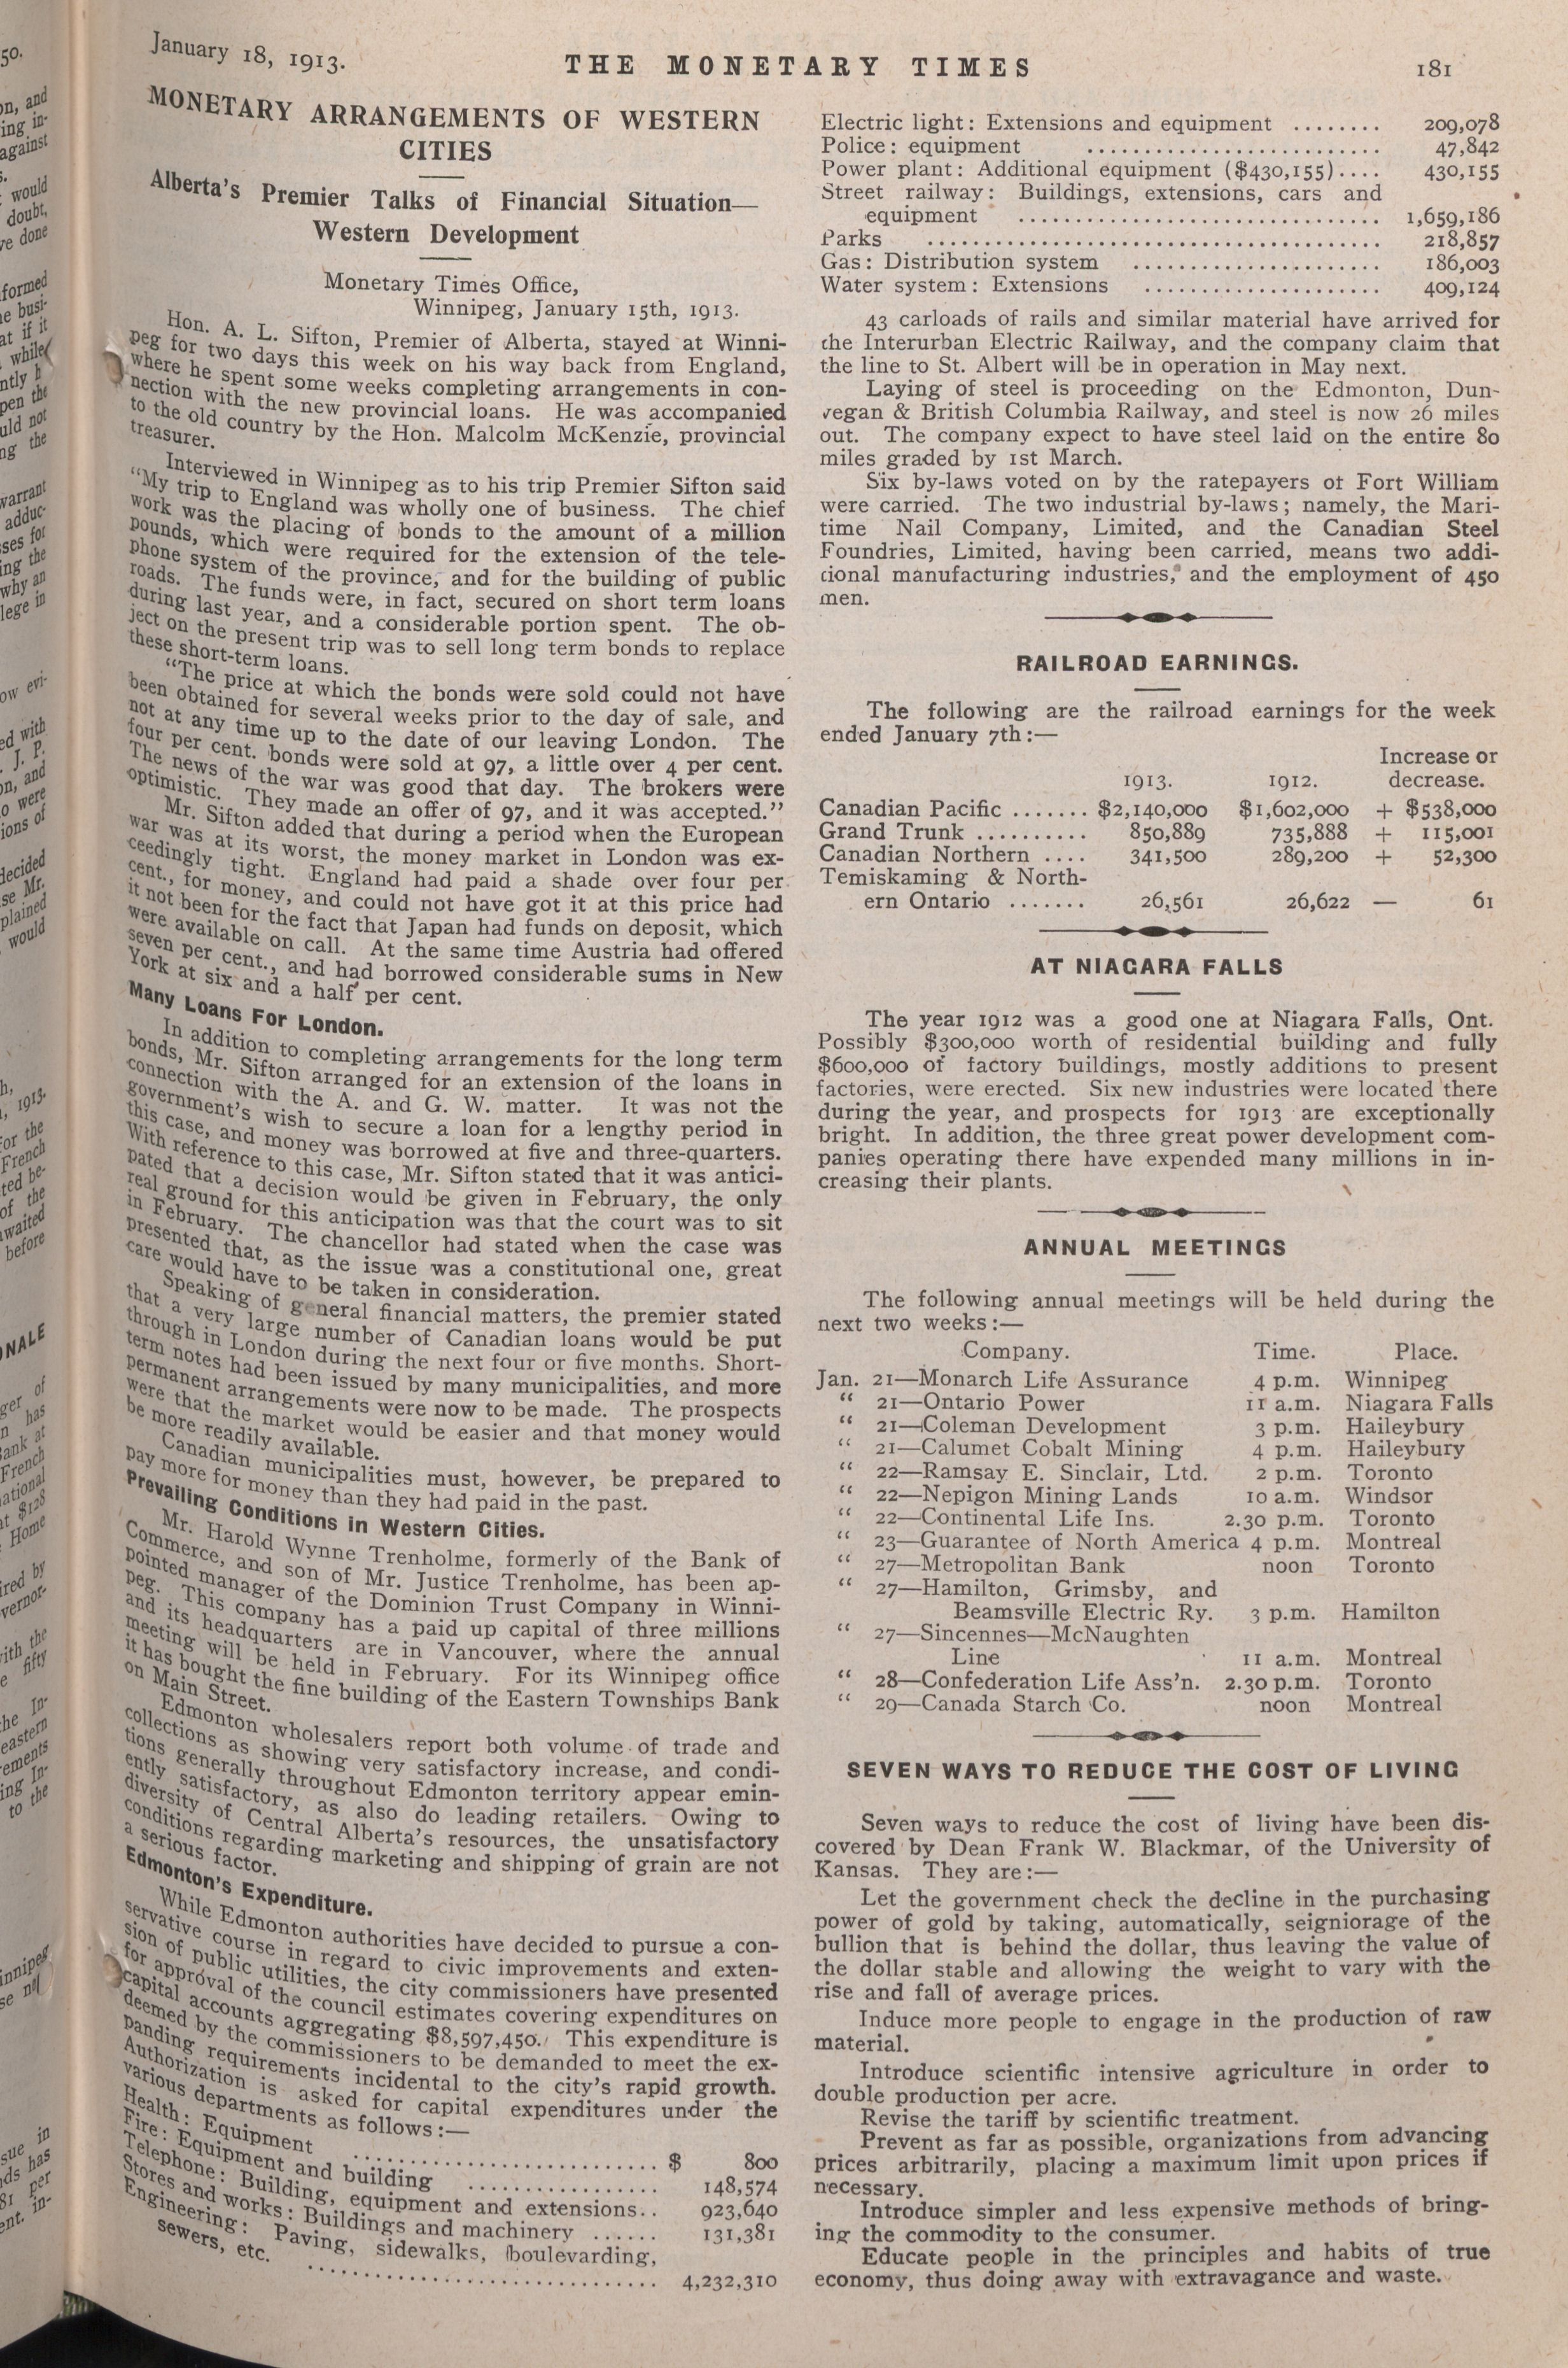 January 18, 1913.
THE MONETARY TIMES
181
MONETARY ARRANGEMENTS OF WESTERN
CITIES
Alberta's Premier Talks of Financial Situation—
Western Development
Monetary Times Office,
Winnipeg, January 15th, 1913.
Hon. A. L. Sifton, Premier of Alberta, stayed at Winni-
peg for two days this week on his way back from England,
where he spent some weeks completing arrangements in con-
nection with the new provincial loans. He was accompanied
to the old country by the Hon. Malcolm McKenzie, provincial
treasurer.
Interviewed in Winnipeg as to his trip Premier Sifton said
"My trip to England was wholly one of business. The chief
work was the placing of bonds to the amount of a million
pounds, which were required for the extension of the tele-
phone system of the province, and for the building of public
roads. The funds were, in fact, secured on short term loans
during last year, and a considerable portion spent. The ob-
ject on the present trip was to sell long term bonds to replace
these short-term loans.
"The price at which the bonds were sold could not have
been obtained for several weeks prior to the day of sale, and
not at any time up to the date of our leaving London. The
four per cent. bonds were sold at 97, a little over 4 per cent.
The news of the war was good that day. The brokers were
optimistic. They made an offer of 97, and it was accepted."
Mr. Sifton added that during a period when the European
war was at its worst, the money market in London was ex-
ceedingly tight. England had paid a shade over four per
cent., for money, and could not have got it at this price had
it not been for the fact that Japan had funds on deposit, which
were available on call. At the same time Austria had offered
seven per cent., and had borrowed considerable sums in New
York at six and a half per cent.
Many Loans For London.
In addition to completing arrangements for the long term
bonds, Mr. Sifton arranged for an extension of the loans in
connection with the A. and G. W. matter. It was not the
government's wish to secure a loan for a lengthy period in
this case, and money was borrowed at five and three-quarters.
With reference to this case, Mr. Sifton stated that it was antici-
pated that a decision would be given in February, the only
real ground for this anticipation was that the court was to sit
in February. The chancellor had stated when the case was
presented that, as the issue was a constitutional one, great
care would have to be taken in consideration.
Speaking of general financial matters, the premier stated
that a very large number of Canadian loans would be put
through in London during the next four or five months. Short-
term notes had been issued by many municipalities, and more
permanent arrangements were now to be made. The prospects
were that the market would be easier and that money would
be more readily available.
Canadian municipalities must, however, be prepared to
pay more for money than they had paid in the past.
Prevailing Conditions in Western Cities.
Mr. Harold Wynne Trenholme, formerly of the Bank of
Commerce, and son of Mr. Justice Trenholme, has been ap-
pointed manager of the Dominion Trust Company in Winni-
peg. This company has a paid up capital of three millions
and its headquarters are in Vancouver, where the annual
meeting will be held in February. For its Winnipeg office
it has bought the fine building of the Eastern Townships Bank
on Main Street.
Edmonton wholesalers report both volume of trade and
collections as showing very satisfactory increase, and condi-
tions generally throughout Edmonton territory appear emin-
ently satisfactory, as also do leading retailers. Owing to
diversity of Central Alberta's resources, the unsatisfactory
conditions regarding marketing and shipping of grain are not
a serious factor.
Edmonton's Expenditure.
While Edmonton authorities have decided to pursue a con-
servative course in regard to civic improvements and exten-
sion of public utilities, the city commissioners have presented
for approval of the council estimates covering expenditures on
capital accounts aggregating $8,597,450. This expenditure is
deemed by the commissioners to be demanded to meet the ex-
panding requirements incidental to the city's rapid growth.
Authorization is asked for capital expenditures under the
various departments as follows:—
Health: Equipment ........................... $ 800
Fire: Equipment and building ................. 148,574
Telephone: Building, equipment and extensions.. 923,640
Stores and works: Buildings and machinery ...... 131,381
Engineering: Paving, sidewalks, boulevarding,
sewers, etc. ............................... 4,232,310
Electric light: Extensions and equipment ........ 209,078
Police: equipment .......................... 47,842
Power plant: Additional equipment ($430,155).... 430,155
Street railway: Buildings, extensions, cars and
equipment ................................ 1,659,186
Parks ........................................ 218,857
Gas: Distribution system ...................... 186,003
Water system: Extensions ..................... 409,124
43 carloads of rails and similar material have arrived for
the Interurban Electric Railway, and the company claim that
the line to St. Albert will be in operation in May next.
Laying of steel is proceeding on the Edmonton, Dun-
vegan & British Columbia Railway, and steel is now 26 miles
out. The company expect to have steel laid on the entire 80
miles graded by 1st March.
Six by-laws voted on by the ratepayers of Fort William
were carried. The two industrial by-laws; namely, the Mari-
time Nail Company, Limited, and the Canadian Steel
Foundries, Limited, having been carried, means two addi-
tional manufacturing industries, and the employment of 450
men.
RAILROAD EARNINGS.
The following are the railroad earnings for the week
ended January 7th:—
Increase or
1913. 1912. decrease.
Canadian Pacific ....... $2,140,000 $1,602,000 + $538,000
Grand Trunk .......... 850,889 735,888 + 115,001
Canadian Northern .... 341,500 289,200 + 52,300
Temiskaming & North-
ern Ontario ....... 26,561 26,622 — 61
AT NIAGARA FALLS
The year 1912 was a good one at Niagara Falls, Ont.
Possibly $300,000 worth of residential building and fully
$600,000 of factory buildings, mostly additions to present
factories, were erected. Six new industries were located there
during the year, and prospects for 1913 are exceptionally
bright. In addition, the three great power development com-
panies operating there have expended many millions in in-
creasing their plants.
ANNUAL MEETINGS
The following annual meetings will be held during the
next two weeks:—
Company. Time. Place.
Jan. 21—Monarch Life Assurance 4 p.m. Winnipeg
" 21—Ontario Power 11 a.m. Niagara Falls
" 21—Coleman Development 3 p.m. Haileybury
" 21—Calumet Cobalt Mining 4 p.m. Haileybury
" 22—Ramsay E. Sinclair, Ltd. 2 p.m. Toronto
" 22—Nepigon Mining Lands 10 a.m. Windsor
" 22—Continental Life Ins. 2.30 p.m. Toronto
" 23—Guarantee of North America 4 p.m. Montreal
" 27—Metropolitan Bank noon Toronto
" 27—Hamilton, Grimsby, and
Beamsville Electric Ry. 3 p.m. Hamilton
" 27—Sincennes—McNaughten
Line 11 a.m. Montreal
" 28—Confederation Life Ass'n. 2.30 p.m. Toronto
" 29—Canada Starch Co. noon Montreal
SEVEN WAYS TO REDUCE THE COST OF LIVING
Seven ways to reduce the cost of living have been dis-
covered by Dean Frank W. Blackmar, of the University of
Kansas. They are:—
Let the government check the decline in the purchasing
power of gold by taking, automatically, seigniorage of the
bullion that is behind the dollar, thus leaving the value of
the dollar stable and allowing the weight to vary with the
rise and fall of average prices.
Induce more people to engage in the production of raw
material.
Introduce scientific intensive agriculture in order to
double production per acre.
Revise the tariff by scientific treatment.
Prevent as far as possible, organizations from advancing
prices arbitrarily, placing a maximum limit upon prices if
necessary.
Introduce simpler and less expensive methods of bring-
ing the commodity to the consumer.
Educate people in the principles and habits of true
economy, thus doing away with extravagance and waste.